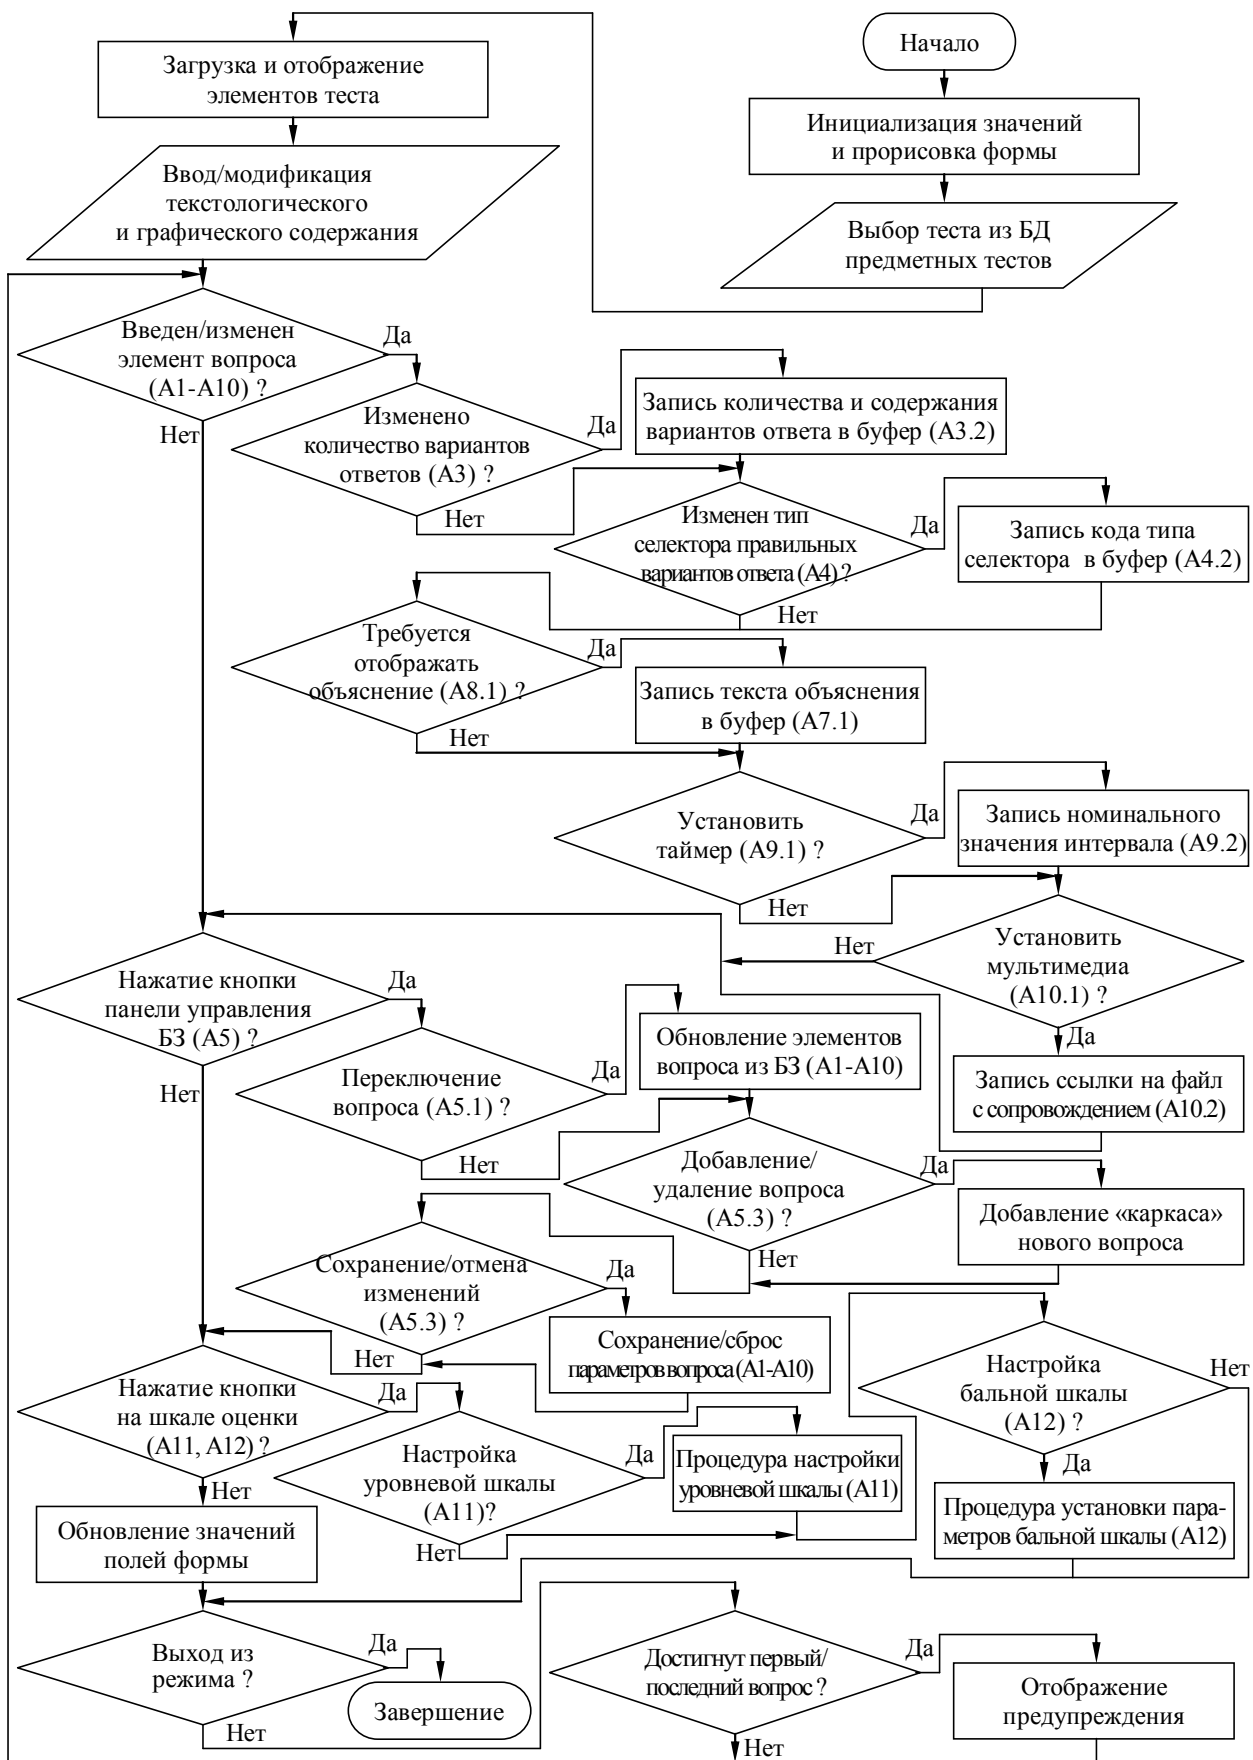 Начало
Инициализация значений
и прорисовка формы
Выбор теста из БД
предметных тестов
Загрузка и отображение
элементов теста
Ввод/модификация
текстологического
и графического содержания
Введен/изменен
элемент вопроса
(А1-А10) ?
Да
Нет
Изменено
количество вариантов
ответов (А3) ?
Да
Нет
Запись количества и содержания
вариантов ответа в буфер (А3.2)
Изменен тип
селектора правильных
вариантов ответа (А4) ?
Да
Нет
Запись кода типа
селектора в буфер (А4.2)
Требуется
отображать
объяснение (А8.1) ?
Да
Нет
Запись текста объяснения
в буфер (А7.1)
Установить
таймер (А9.1) ?
Да
Нет
Запись номинального
значения интервала (А9.2)
Нет
Установить
мультимедиа
(А10.1) ?
Да
Запись ссылки на файл
с сопровождением (А10.2)
Нажатие кнопки
панели управления
БЗ (А5) ?
Да
Нет
Переключение
вопроса (А5.1) ?
Да
Нет
Обновление элементов
вопроса из БЗ (А1-А10)
Добавление/
удаление вопроса
(А5.3) ?
Да
Нет
Добавление «каркаса»
нового вопроса
Сохранение/отмена
изменений
(А5.3) ?
Да
Нет
Сохранение/сброс
параметров вопроса (А1-А10)
Нажатие кнопки
на шкале оценки
(А11, А12) ?
Да
Нет
Настройка
уровневой шкалы
(А11)?
Да
Нет
Процедура настройки
уровневой шкалы (А11)
Настройка
бальной шкалы
(А12) ?
Нет
Да
Процедура установки пара-
метров бальной шкалы (А12)
Обновление значений
полей формы
Выход из
режима ?
Да
Нет
Завершение
Достигнут первый/
последний вопрос ?
Да
Нет
Отображение
предупреждения